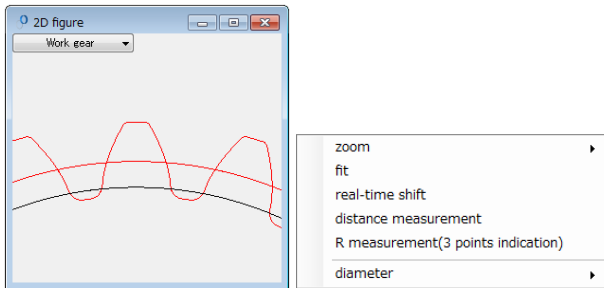 2D figure
Work gear
zoom
fit
real-time shift
distance measurement
R measurement(3 points indication)
diameter